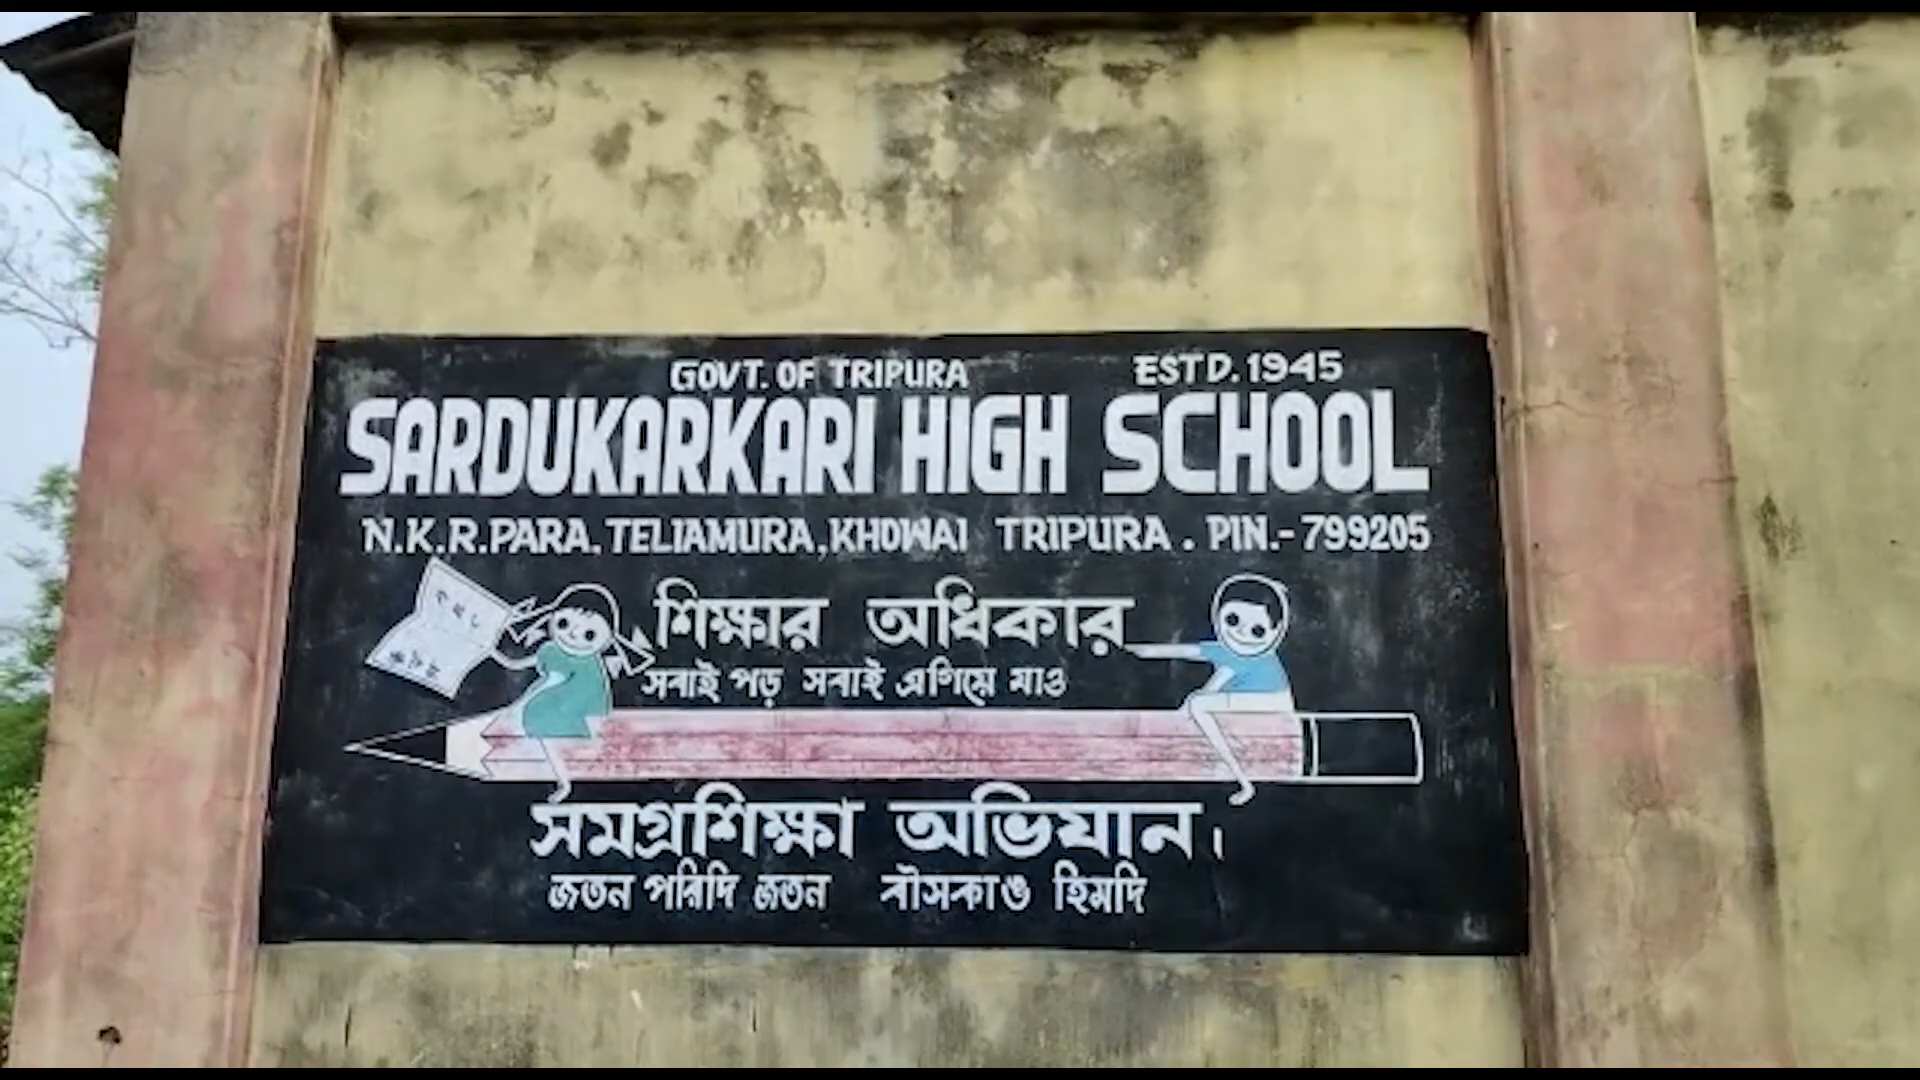 GOVT. OF TRIPURA ESTD. 1945
SARDUKARKARI HIGH SCHOOL
N.K.R.PARA. TELIAMURA, KHOWAI TRIPURA. PIN.- 799205
শিক্ষার অধিকার
সবাই পড় সবাই এগিয়ে যাও
সমগ্রশিক্ষা অভিযান।
জতন পরিদি জতন বীসকাঙ হিমদি